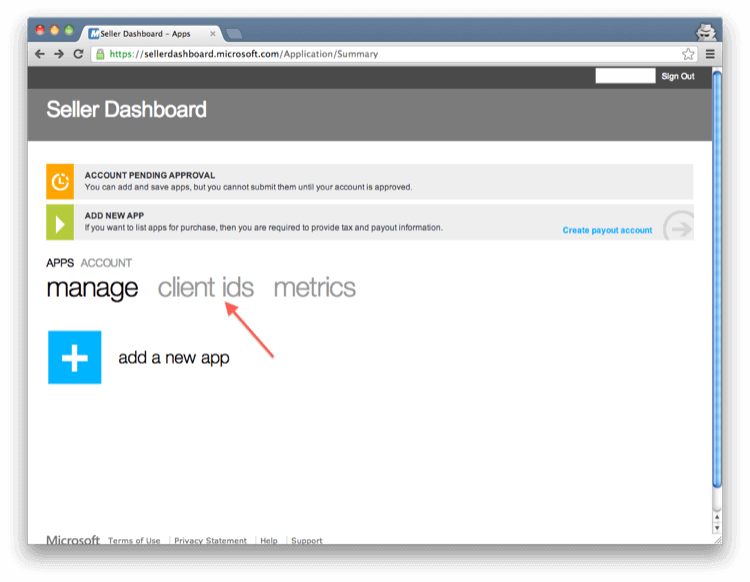 Seller Dashboard – Apps
https://sellerdashboard.microsoft.com/Application/Summary
Sign Out
Seller Dashboard
ACCOUNT PENDING APPROVAL
You can add and save apps, but you cannot submit them until your account is approved.
ADD NEW APP
If you want to list apps for purchase, then you are required to provide tax and payout information.
Create payout account
APPS ACCOUNT
manage client ids metrics
add a new app
Microsoft Terms of Use Privacy Statement Help Support